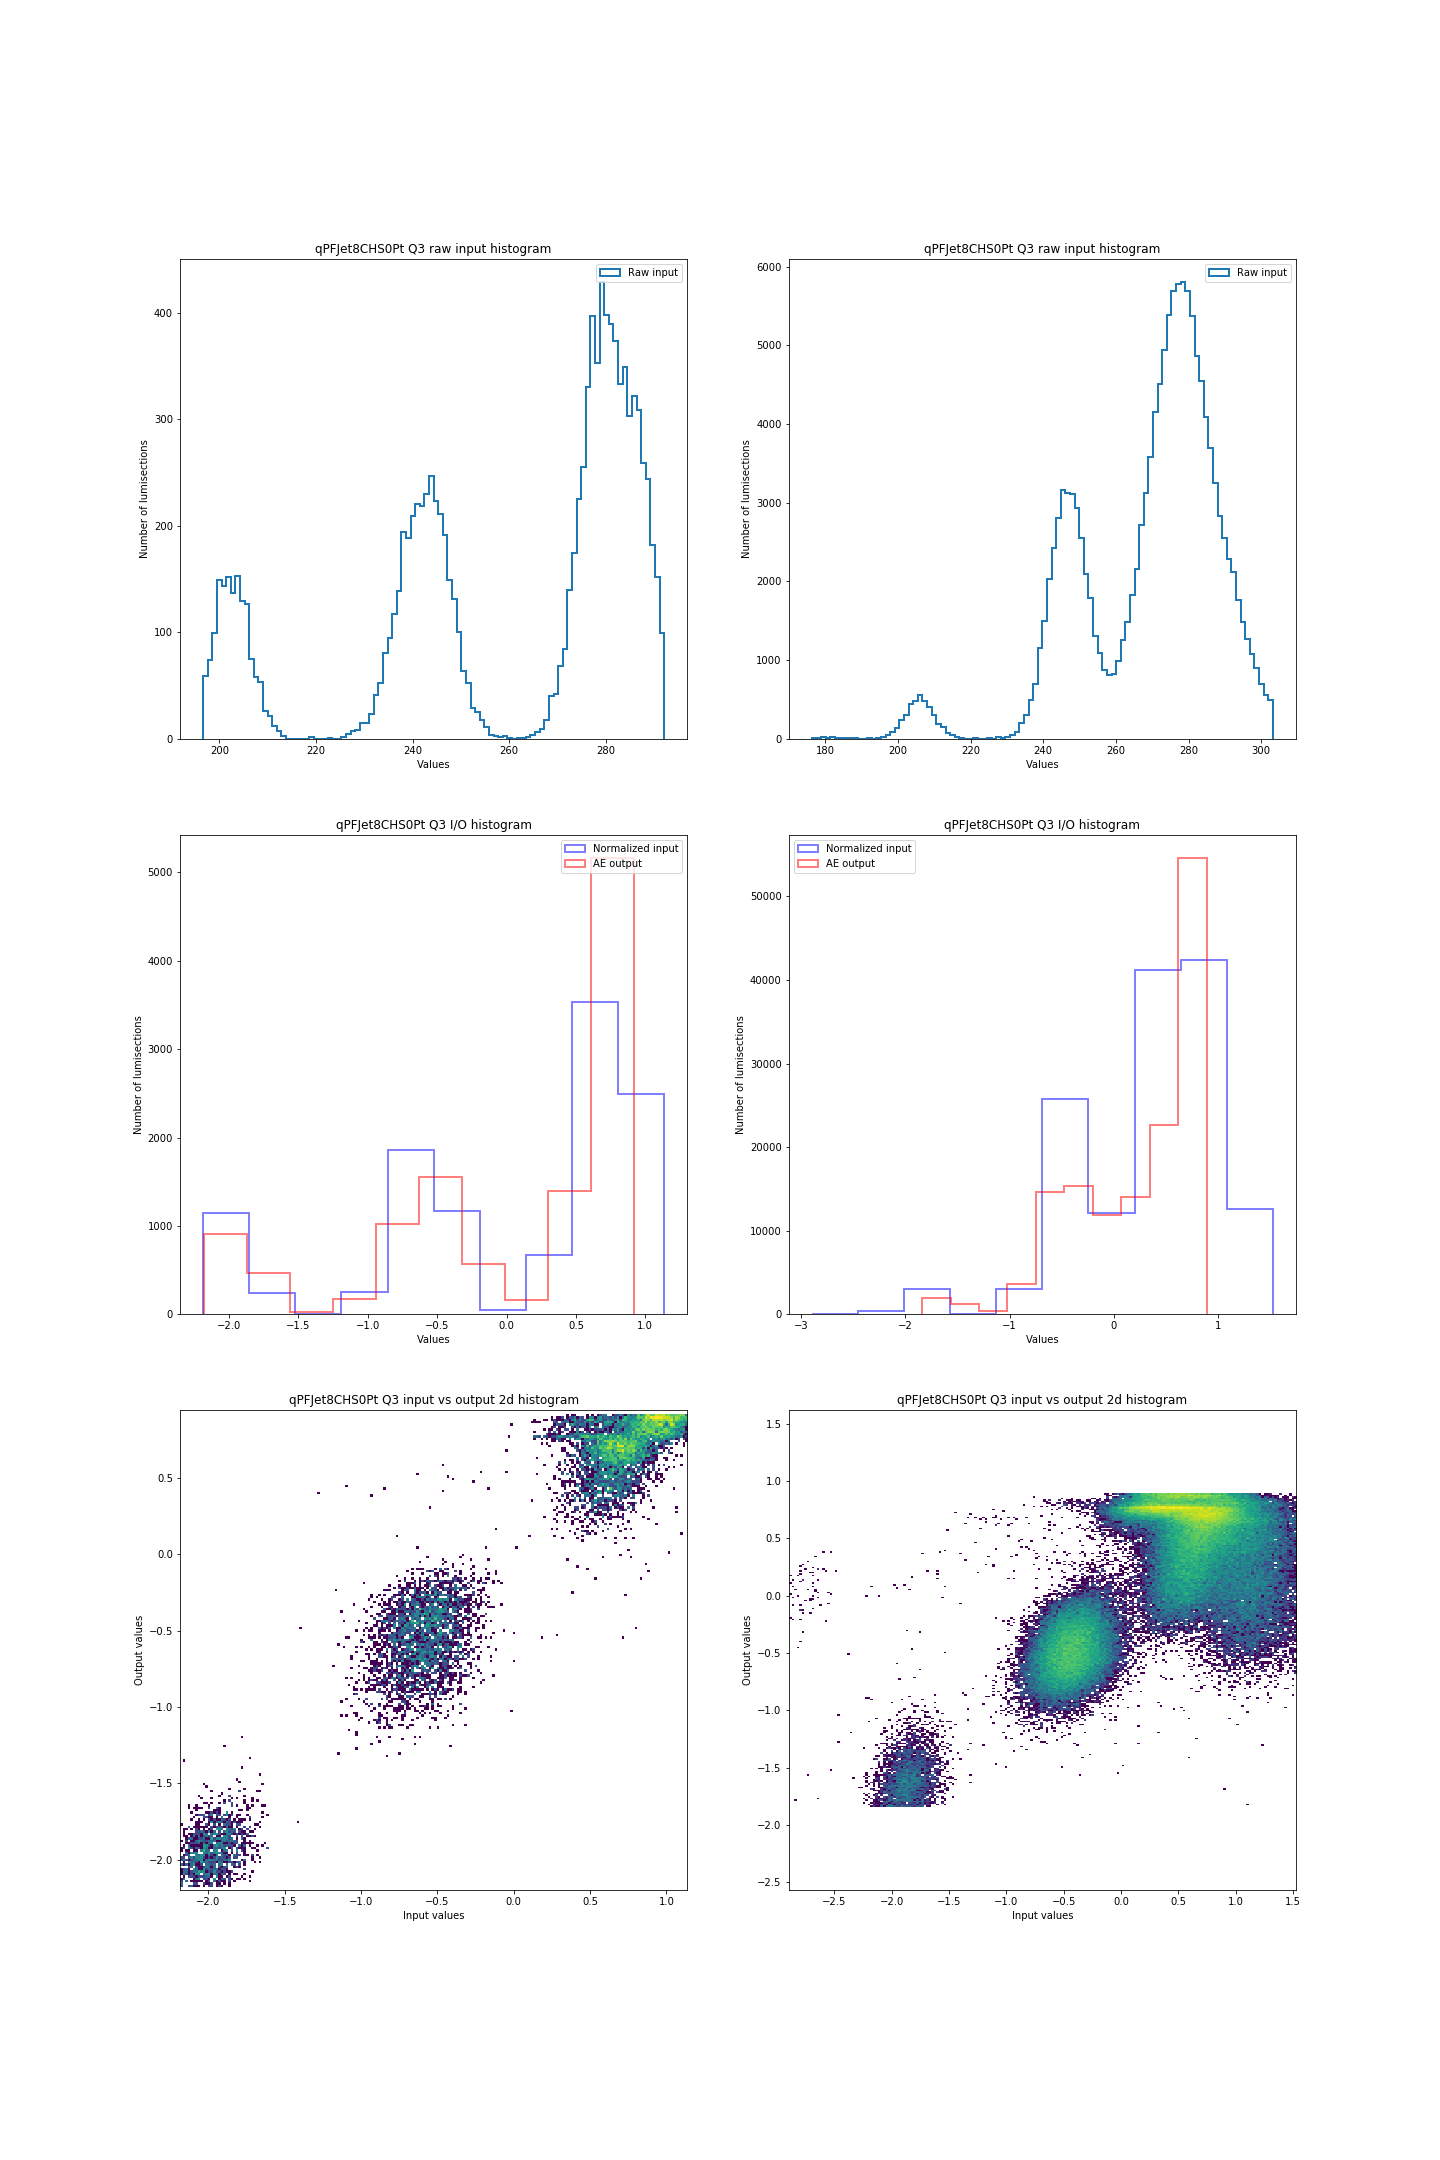 qPFJet8CHS0Pt Q3 raw input histogram
Raw input
400
300
200
100
0
Number of lumisections
200 220 240 260 280
Values
qPFJet8CHS0Pt Q3 raw input histogram
Raw input
6000
5000
4000
3000
2000
1000
0
Number of lumisections
180 200 220 240 260 280 300
Values
qPFJet8CHS0Pt Q3 I/O histogram
Normalized input
AE output
5000
4000
3000
2000
1000
0
Number of lumisections
−2.0 −1.5 −1.0 −0.5 0.0 0.5 1.0
Values
qPFJet8CHS0Pt Q3 I/O histogram
Normalized input
AE output
50000
40000
30000
20000
10000
0
Number of lumisections
−3 −2 −1 0 1
Values
qPFJet8CHS0Pt Q3 input vs output 2d histogram
0.5
0.0
−0.5
−1.0
−1.5
−2.0
Output values
−2.0 −1.5 −1.0 −0.5 0.0 0.5 1.0
Input values
qPFJet8CHS0Pt Q3 input vs output 2d histogram
1.5
1.0
0.5
0.0
−0.5
−1.0
−1.5
−2.0
−2.5
Output values
−2.5 −2.0 −1.5 −1.0 −0.5 0.0 0.5 1.0 1.5
Input values